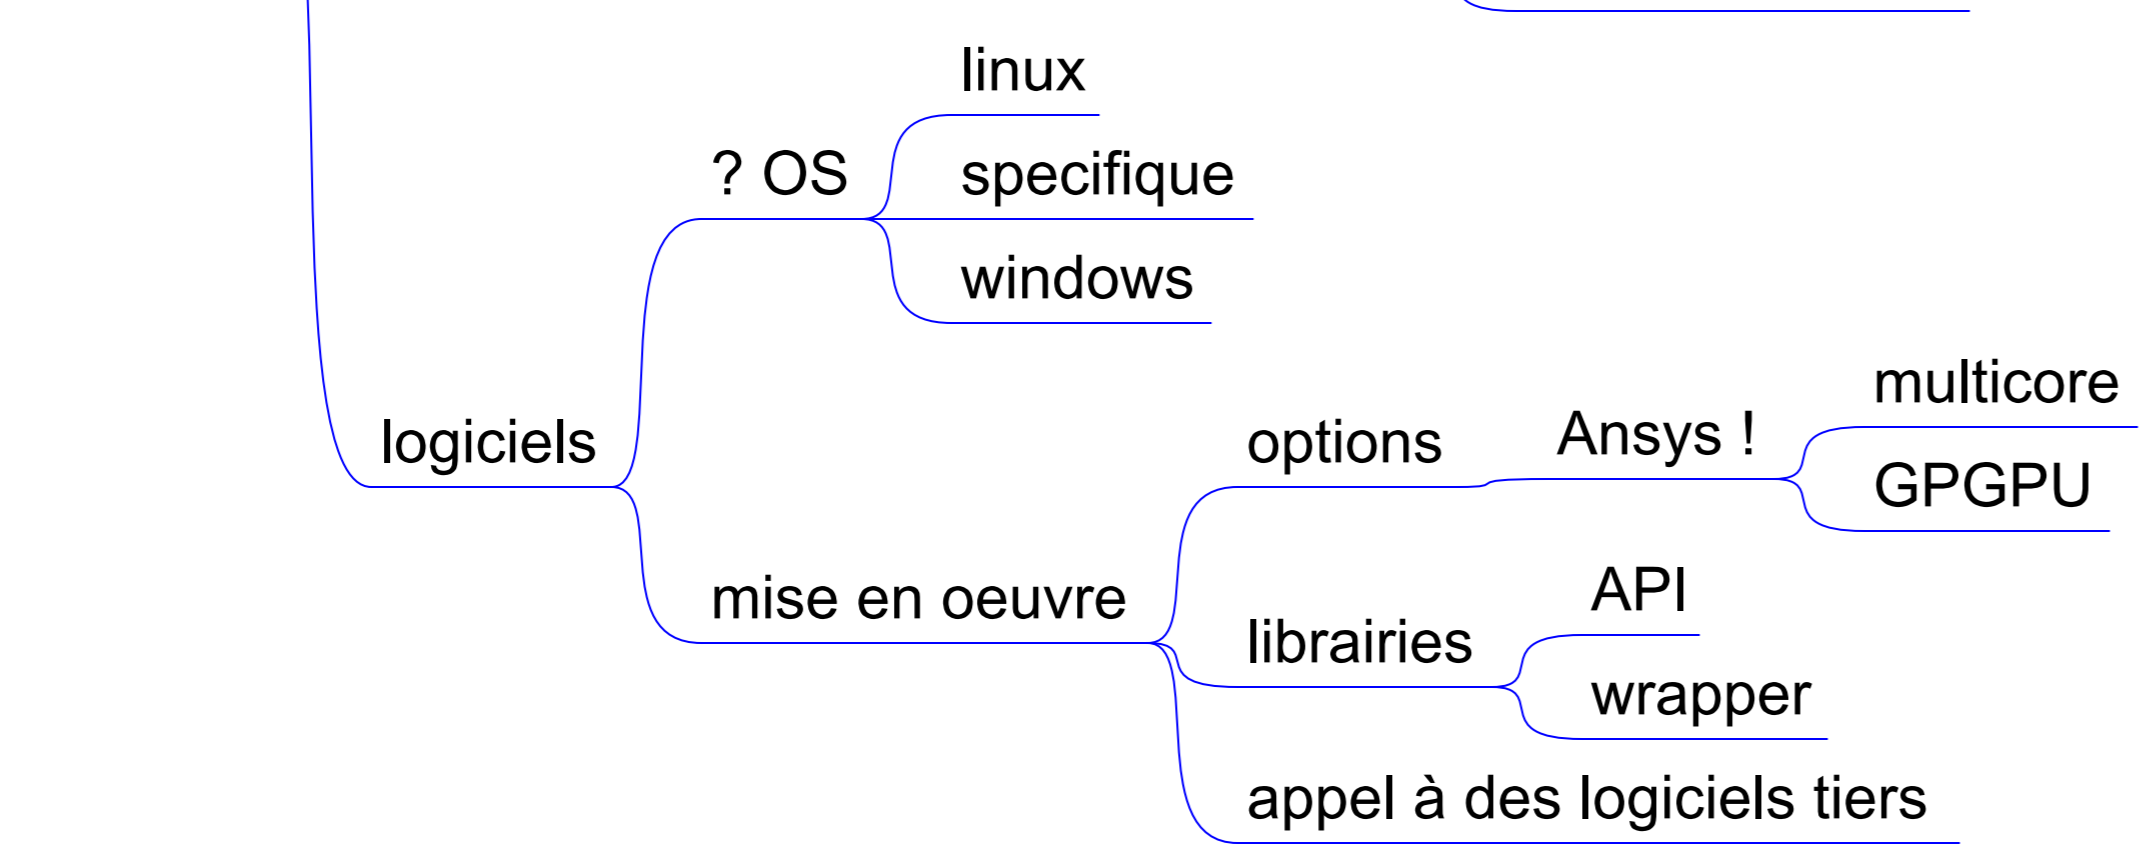 linux
? OS
specifique
windows
logiciels
mise en oeuvre
options
Ansys !
multicore
GPGPU
librairies
API
wrapper
appel à des logiciels tiers